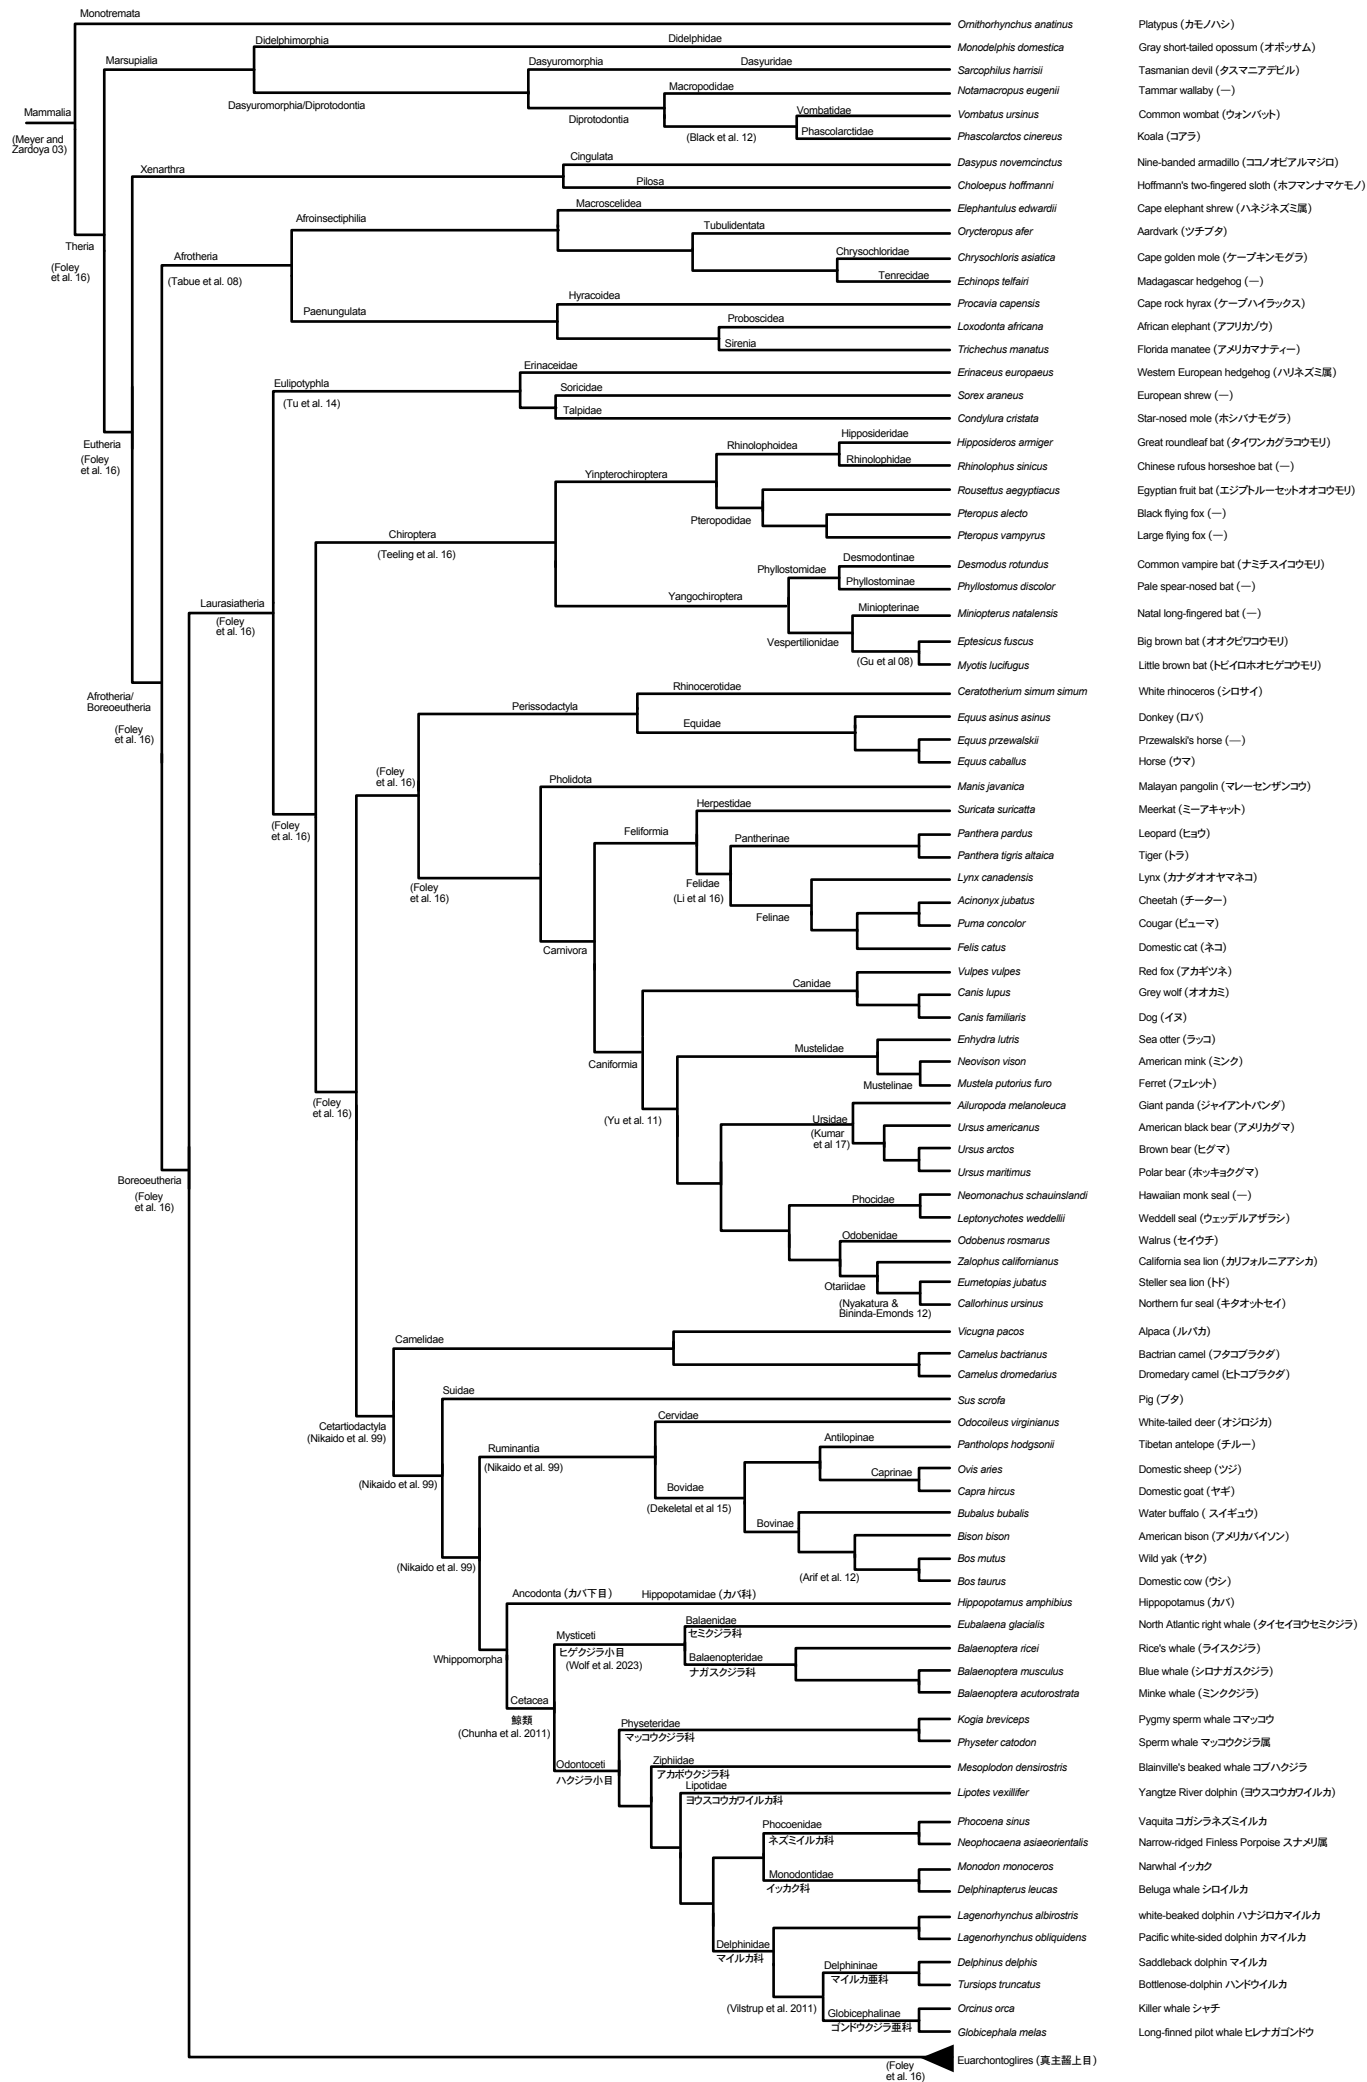 Monotremata
Ornithorhynchus anatinus Platypus (カモノハシ)
Didelphimorphia Didelphidae
Monodelphis domestica Gray short-tailed opossum (オポッサム)
Marsupialia
Dasyuromorphia Dasyuridae
Sarcophilus harrisii Tasmanian devil (タスマニアデビル)
Macropodidae
Notamacropus eugenii Tammar wallaby (―)
Dasyuromorphia/Diprotodontia
Mammalia
Vombatidae
Vombatus ursinus Common wombat (ウォンバット)
Diprotodontia
(Meyer and
Zardoya 03)
(Black et al. 12)
Phascolarctidae
Phascolarctos cinereus Koala (コアラ)
Cingulata
Dasypus novemcinctus Nine-banded armadillo (ココノオビアルマジロ)
Xenarthra
Pilosa
Choloepus hoffmanni Hoffmann's two-fingered sloth (ホフマンナマケモノ)
Macroscelidea
Elephantulus edwardii Cape elephant shrew (ハネジネズミ属)
Afroinsectiphilia
Tubulidentata
Orycteropus afer Aardvark (ツチブタ)
Theria
Chrysochloridae
Chrysochloris asiatica Cape golden mole (ケープキンモグラ)
Afrotheria
(Foley
et al. 16)
(Tabue et al. 08)
Tenrecidae
Echinops telfairi Madagascar hedgehog (―)
Hyracoidea
Procavia capensis Cape rock hyrax (ケープハイラックス)
Paenungulata
Proboscidea
Loxodonta africana African elephant (アフリカゾウ)
Sirenia
Trichechus manatus Florida manatee (アメリカマナティー)
Erinaceidae
Erinaceus europaeus Western European hedgehog (ハリネズミ属)
Eulipotyphla
Soricidae
Sorex araneus European shrew (―)
(Tu et al. 14)
Talpidae
Condylura cristata Star-nosed mole (ホシバナモグラ)
Eutheria
(Foley
et al. 16)
Hipposideridae
Hipposideros armiger Great roundleaf bat (タイワンカグラコウモリ)
Rhinolophoidea
Rhinolophidae
Rhinolophus sinicus Chinese rufous horseshoe bat (―)
Yinpterochiroptera
Rousettus aegyptiacus Egyptian fruit bat (エジプトルーセットオオコウモリ)
Pteropodidae
Pteropus alecto Black flying fox (―)
Pteropus vampyrus Large flying fox (―)
Chiroptera
(Teeling et al. 16)
Desmodontinae
Desmodus rotundus Common vampire bat (ナミチスイコウモリ)
Phyllostomidae
Phyllostominae
Phyllostomus discolor Pale spear-nosed bat (―)
Yangochiroptera
Miniopterinae
Miniopterus natalensis Natal long-fingered bat (―)
Laurasiatheria
(Foley
et al. 16)
Vespertilionidae
Eptesicus fuscus Big brown bat (オオクビワコウモリ)
(Gu et al 08)
Myotis lucifugus Little brown bat (トビイロホオヒゲコウモリ)
Rhinocerotidae
Ceratotherium simum simum White rhinoceros (シロサイ)
Afrotheria/
Boreoeutheria
(Foley
et al. 16)
Perissodactyla
Equidae
Equus asinus asinus Donkey (ロバ)
Equus przewalskii Przewalski's horse (―)
Equus caballus Horse (ウマ)
(Foley
et al. 16)
Pholidota
Manis javanica Malayan pangolin (マレーセンザンコウ)
Herpestidae
Suricata suricatta Meerkat (ミーアキャット)
(Foley
et al. 16)
Feliformia
Pantherinae
Panthera pardus Leopard (ヒョウ)
Panthera tigris altaica Tiger (トラ)
(Foley
et al. 16)
Felidae
(Li et al 16)
Lynx canadensis Lynx (カナダオオヤマネコ)
Acinonyx jubatus Cheetah (チーター)
Felinae
Puma concolor Cougar (ピューマ)
Carnivora
Felis catus Domestic cat (ネコ)
Vulpes vulpes Red fox (アカギツネ)
Canidae
Canis lupus Grey wolf (オオカミ)
Canis familiaris Dog (イヌ)
Enhydra lutris Sea otter (ラッコ)
Mustelidae
Caniformia
Neovison vison American mink (ミンク)
Mustelinae
Mustela putorius furo Ferret (フェレット)
(Foley
et al. 16)
(Yu et al. 11)
Ailuropoda melanoleuca Giant panda (ジャイアントパンダ)
Ursidae
(Kumar
et al 17)
Ursus americanus American black bear (アメリカグマ)
Ursus arctos Brown bear (ヒグマ)
Ursus maritimus Polar bear (ホッキョクグマ)
Boreoeutheria
(Foley
et al. 16)
Phocidae
Neomonachus schauinslandi Hawaiian monk seal (―)
Leptonychotes weddellii Weddell seal (ウェッデルアザラシ)
Odobenidae
Odobenus rosmarus Walrus (セイウチ)
Zalophus californianus California sea lion (カリフォルニアアシカ)
Otariidae
Eumetopias jubatus Steller sea lion (トド)
(Nyakatura &
Bininda-Emonds 12)
Callorhinus ursinus Northern fur seal (キタオットセイ)
Vicugna pacos Alpaca (ルパカ)
Camelidae
Camelus bactrianus Bactrian camel (フタコブラクダ)
Camelus dromedarius Dromedary camel (ヒトコブラクダ)
Suidae
Sus scrofa Pig (ブタ)
Cetartiodactyla
(Nikaido et al. 99)
Cervidae
Odocoileus virginianus White-tailed deer (オジロジカ)
Ruminantia
(Nikaido et al. 99)
Antilopinae
Pantholops hodgsonii Tibetan antelope (チルー)
(Nikaido et al. 99)
Caprinae
Ovis aries Domestic sheep (ツジ)
Bovidae
Capra hircus Domestic goat (ヤギ)
(Dekeletal et al 15)
Bubalus bubalis Water buffalo ( スイギュウ)
Bovinae
Bison bison American bison (アメリカバイソン)
(Nikaido et al. 99)
Bos mutus Wild yak (ヤク)
(Arif et al. 12)
Bos taurus Domestic cow (ウシ)
Ancodonta (カバ下目) Hippopotamidae (カバ科)
Hippopotamus amphibius Hippopotamus (カバ)
Balaenidae
セミクジラ科
Eubalaena glacialis North Atlantic right whale (タイセイヨウセミクジラ)
Mysticeti
ヒゲクジラ小目
(Wolf et al. 2023)
Whippomorpha
Balaenopteridae
ナガスクジラ科
Balaenoptera ricei Rice's whale (ライスクジラ)
Balaenoptera musculus Blue whale (シロナガスクジラ)
Balaenoptera acutorostrata Minke whale (ミンククジラ)
Cetacea
鯨類
(Chunha et al. 2011)
Physeteridae
マッコウクジラ科
Kogia breviceps Pygmy sperm whale コマッコウ
Physeter catodon Sperm whale マッコウクジラ属
Odontoceti
ハクジラ小目
Ziphiidae
アカボウクジラ科
Mesoplodon densirostris Blainville's beaked whale コブハクジラ
Lipotidae
ヨウスコウカワイルカ科
Lipotes vexillifer Yangtze River dolphin (ヨウスコウカワイルカ)
Phocoenidae
ネズミイルカ科
Phocoena sinus Vaquita コガシラネズミイルカ
Neophocaena asiaeorientalis Narrow-ridged Finless Porpoise スナメリ属
Monodontidae
イッカク科
Monodon monoceros Narwhal イッカク
Delphinapterus leucas Beluga whale シロイルカ
Lagenorhynchus albirostris white-beaked dolphin ハナジロカマイルカ
Lagenorhynchus obliquidens Pacific white-sided dolphin カマイルカ
Delphinidae
マイルカ科
Delphininae
マイルカ亜科
Delphinus delphis Saddleback dolphin マイルカ
Tursiops truncatus Bottlenose-dolphin ハンドウイルカ
(Vilstrup et al. 2011)
Globicephalinae
ゴンドウクジラ亜科
Orcinus orca Killer whale シャチ
Globicephala melas Long-finned pilot whale ヒレナガゴンドウ
(Foley
et al. 16)
Euarchontoglires (真主齧上目)